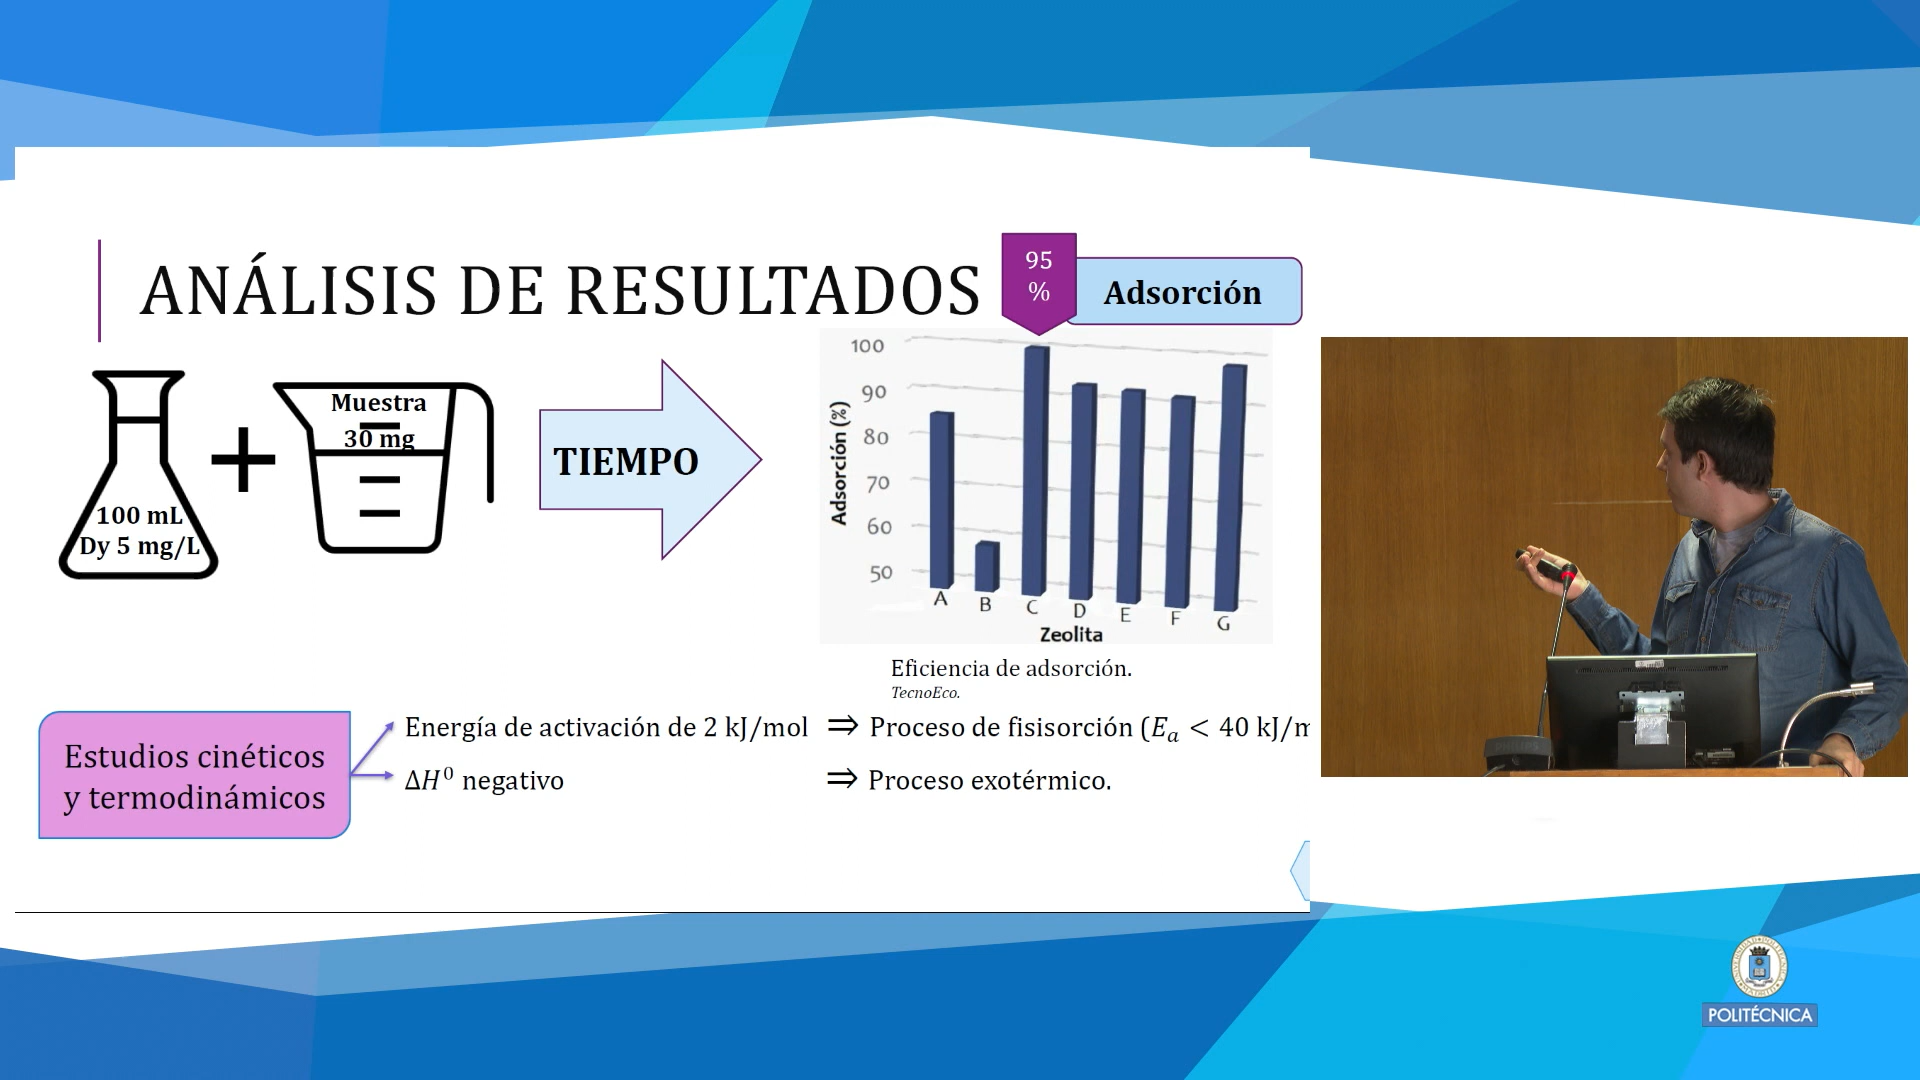 ANÁLISIS DE RESULTADOS
95
%
Adsorción
Muestra
30 mg
100 mL
Dy 5 mg/L
TIEMPO
Adsorción (%)
100
90
80
70
60
50
A B C D E F G
Zeolita
Eficiencia de adsorción.
TecnoEco.
Estudios cinéticos
y termodinámicos
Energía de activación de 2 kJ/mol ⇒ Proceso de fisisorción (Eₐ < 40 kJ/m
ΔH⁰ negativo ⇒ Proceso exotérmico.
PHILIPS
POLITÉCNICA